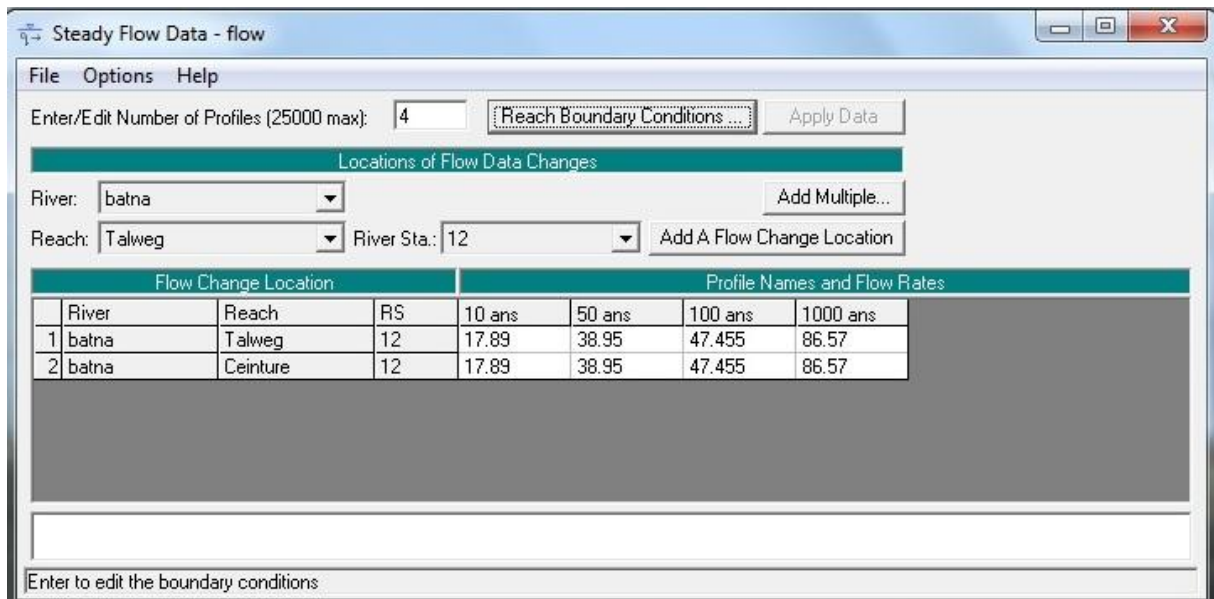 Steady Flow Data - flow
File Options Help
Enter/Edit Number of Profiles (25000 max): 4 Reach Boundary Conditions ... Apply Data
Locations of Flow Data Changes
River: batna Add Multiple...
Reach: Talweg River Sta.: 12 Add A Flow Change Location
Flow Change Location Profile Names and Flow Rates
River Reach RS 10 ans 50 ans 100 ans 1000 ans
1 batna Talweg 12 17.89 38.95 47.455 86.57
2 batna Ceinture 12 17.89 38.95 47.455 86.57
Enter to edit the boundary conditions